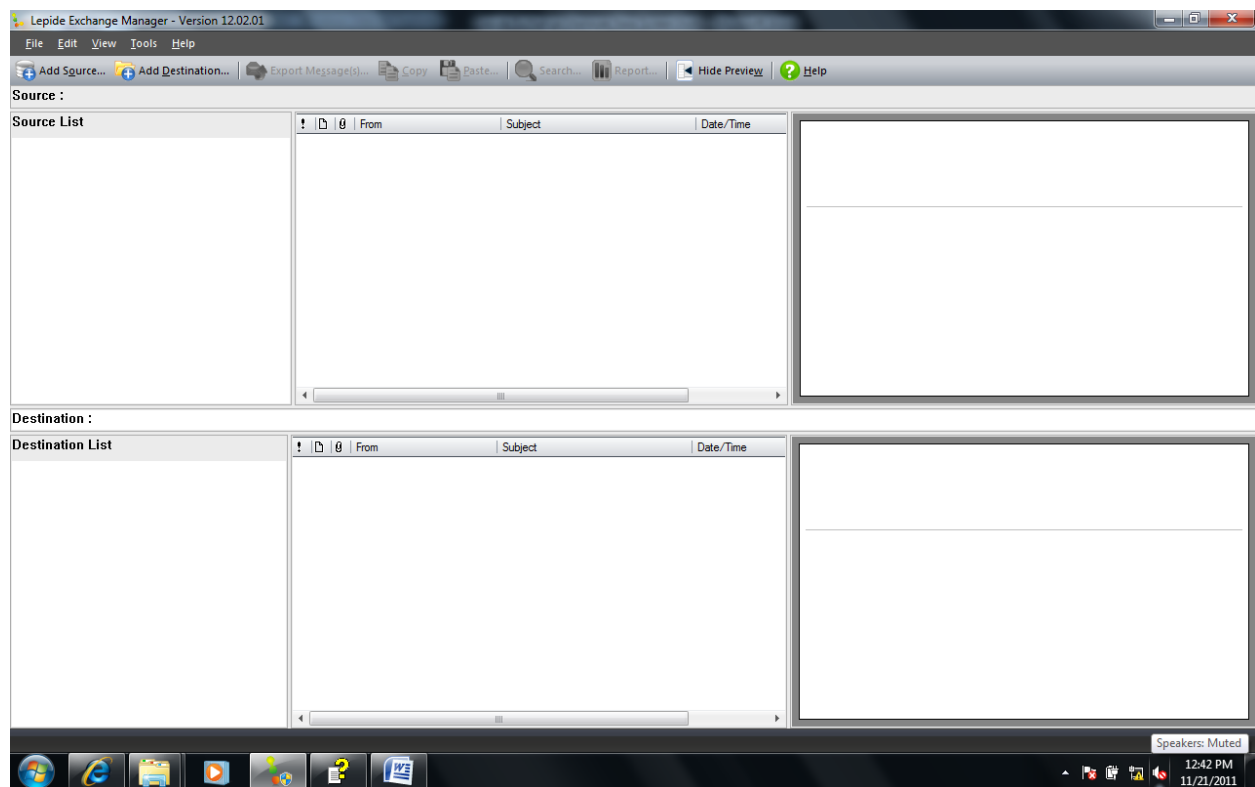 Lepide Exchange Manager - Version 12.02.01
File Edit View Tools Help
Add Source... Add Destination... Export Message(s)... Copy Paste... Search... Report... Hide Preview Help
Source :
Source List
! From Subject Date/Time
Destination :
Destination List
! From Subject Date/Time
Speakers: Muted
12:42 PM
11/21/2011